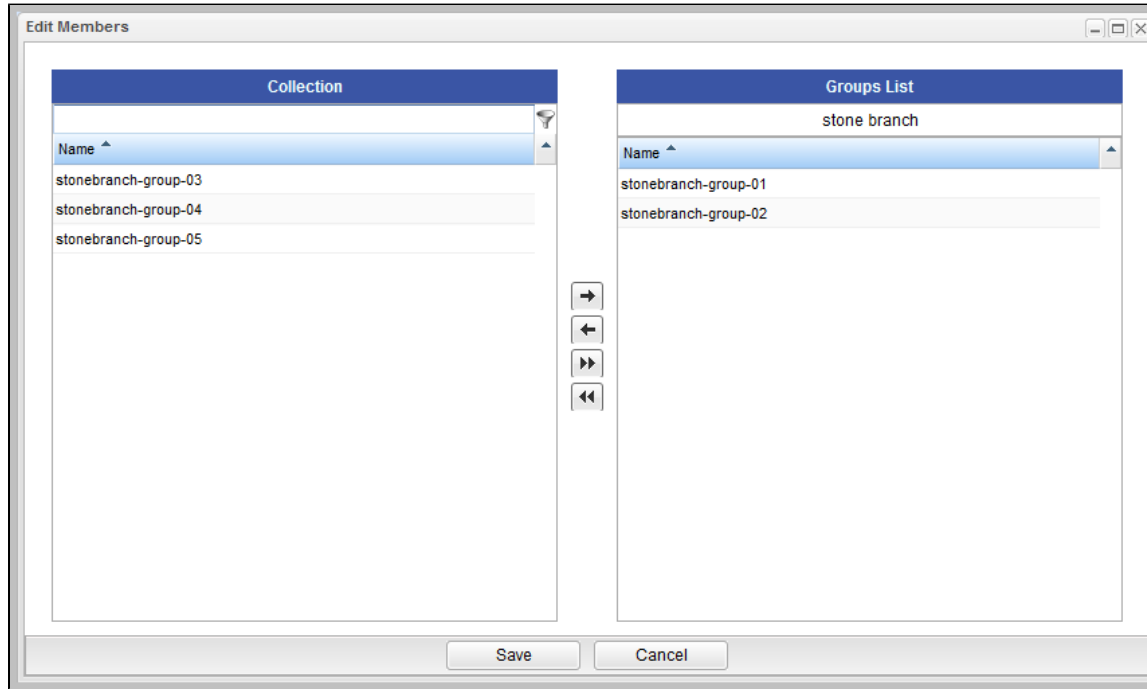 Edit Members
Collection
Name
stonebranch-group-03
stonebranch-group-04
stonebranch-group-05
Groups List
stone branch
Name
stonebranch-group-01
stonebranch-group-02
Save
Cancel